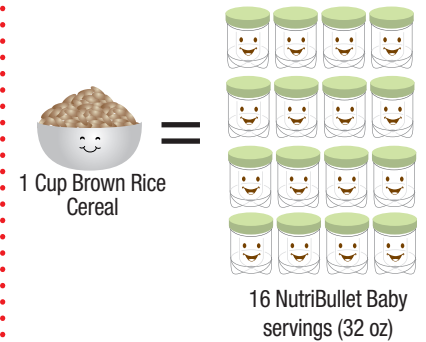 1 Cup Brown Rice
Cereal
=
16 NutriBullet Baby
servings (32 oz)